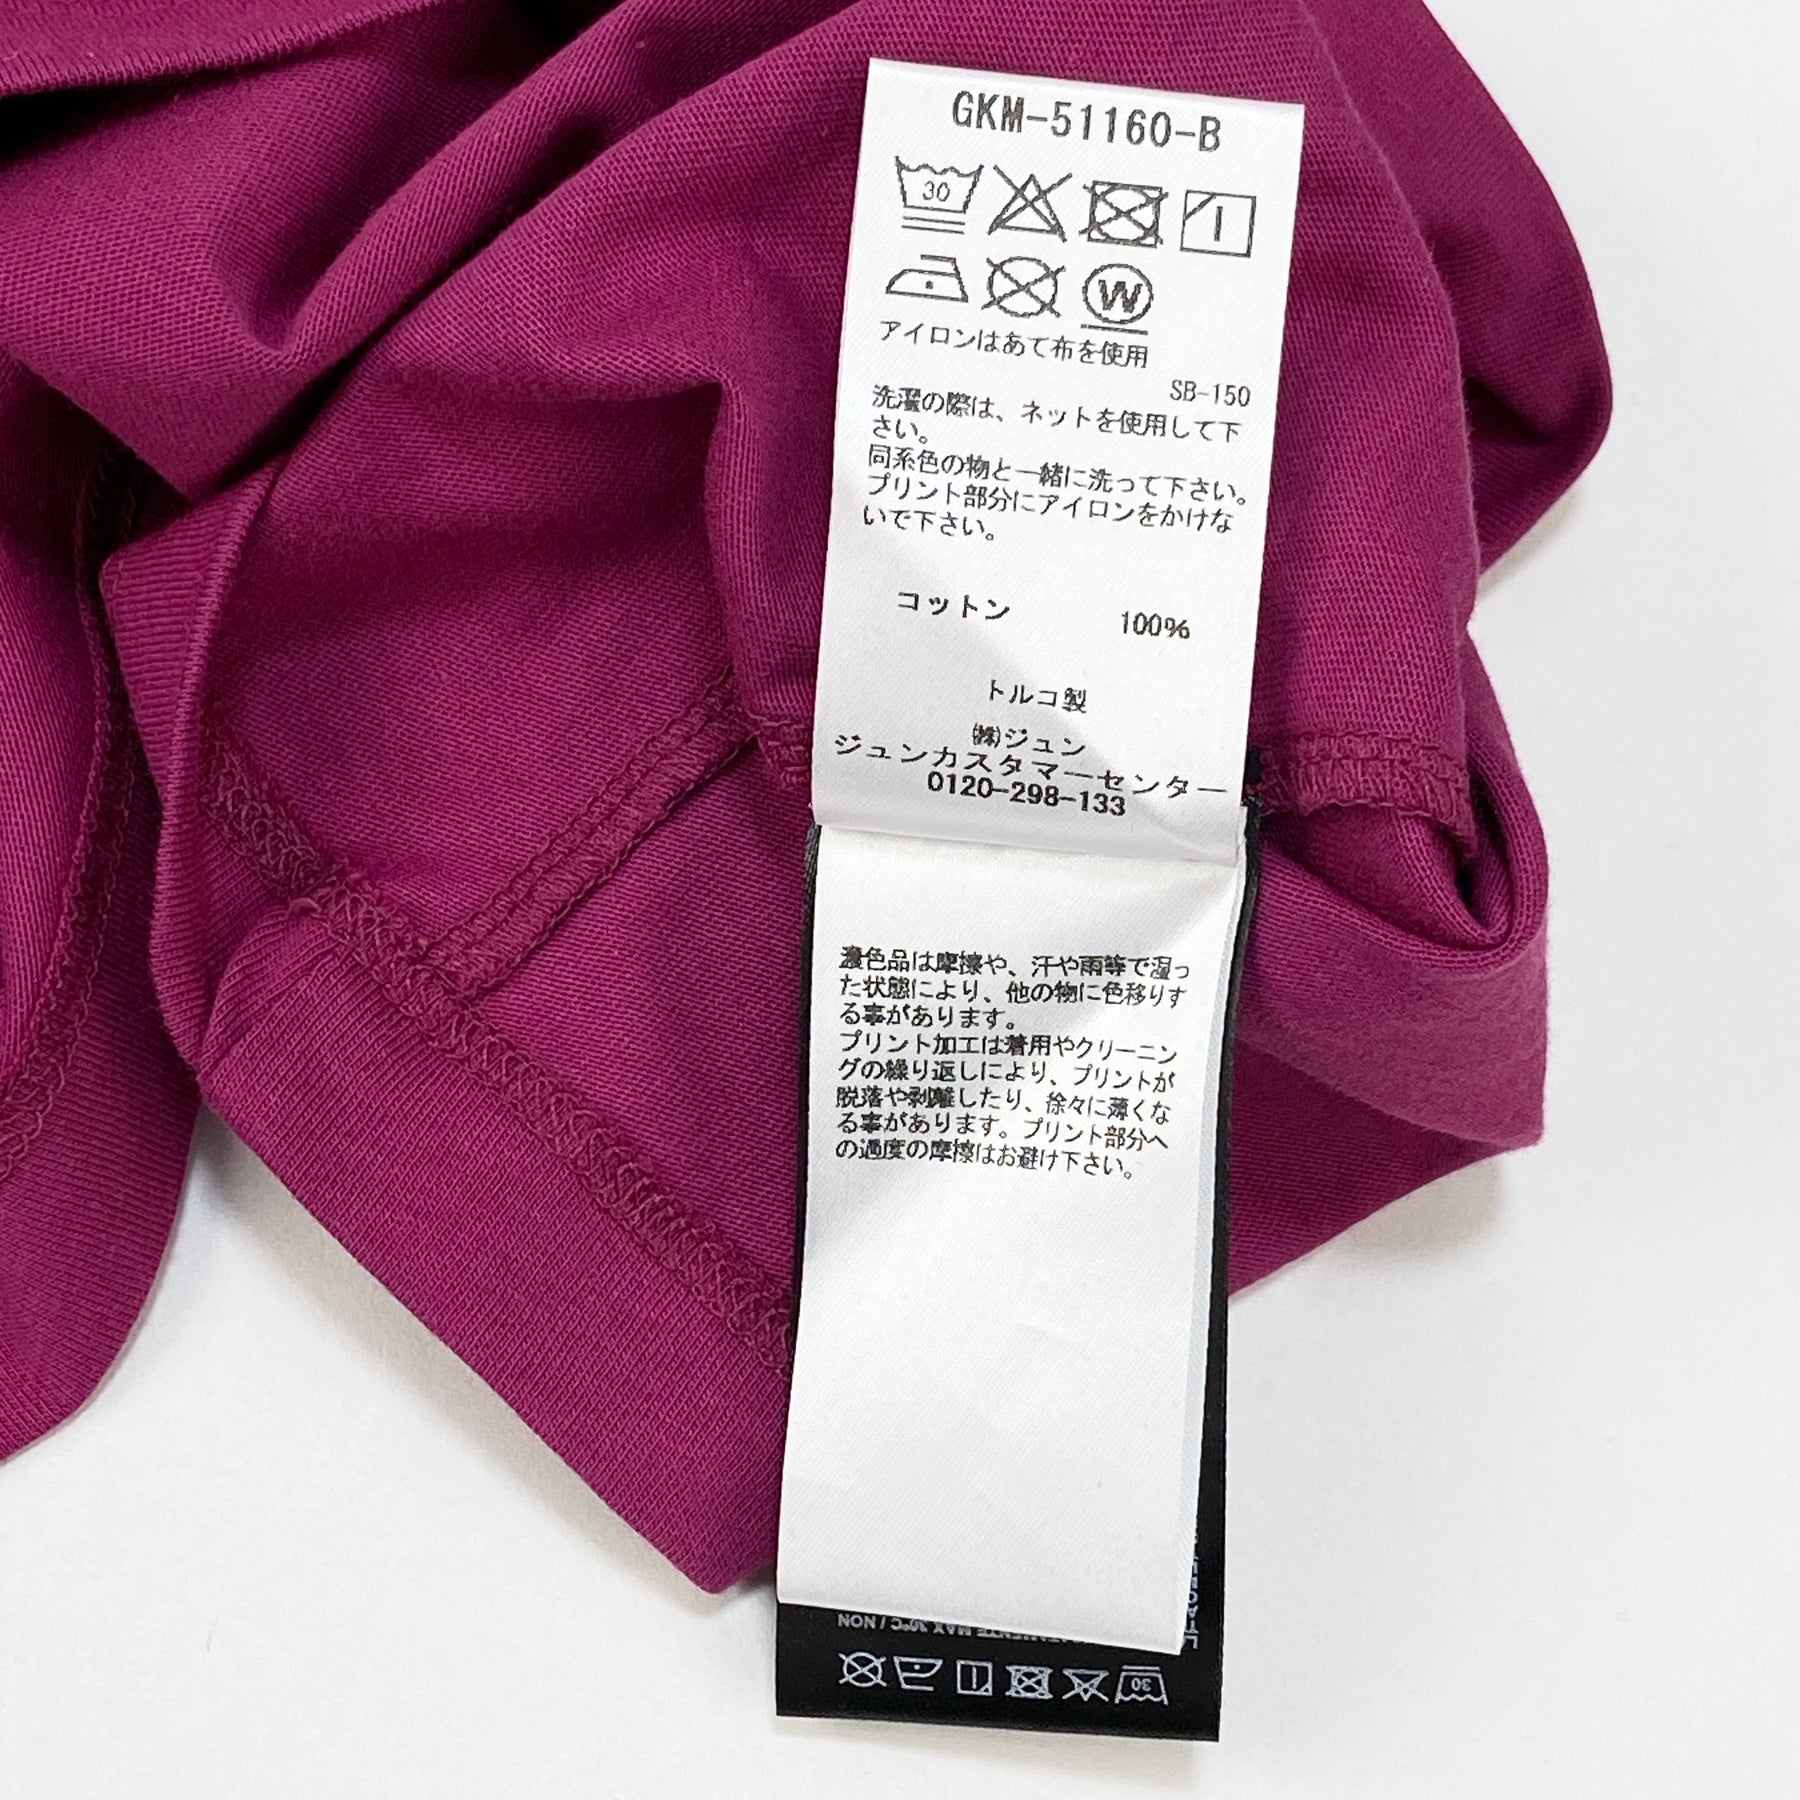 GKM-51160-B
30
W
アイロンはあて布を使用
SB-150
洗濯の際は、ネットを使用して下
さい。
同系色の物と一緒に洗って下さい。
プリント部分にアイロンをかけな
いで下さい。
コットン 100%
トルコ製
㈱ジュン
ジュンカスタマーセンター
0120-298-133
濃色品は摩擦や、汗や雨等で湿っ
た状態により、他の物に色移りす
る事があります。
プリント加工は着用やクリーニン
グの繰り返しにより、プリントが
脱落や剥離したり、徐々に薄くな
る事があります。プリント部分へ
の過度の摩擦はお避け下さい。
MAX 30°C / NON
30